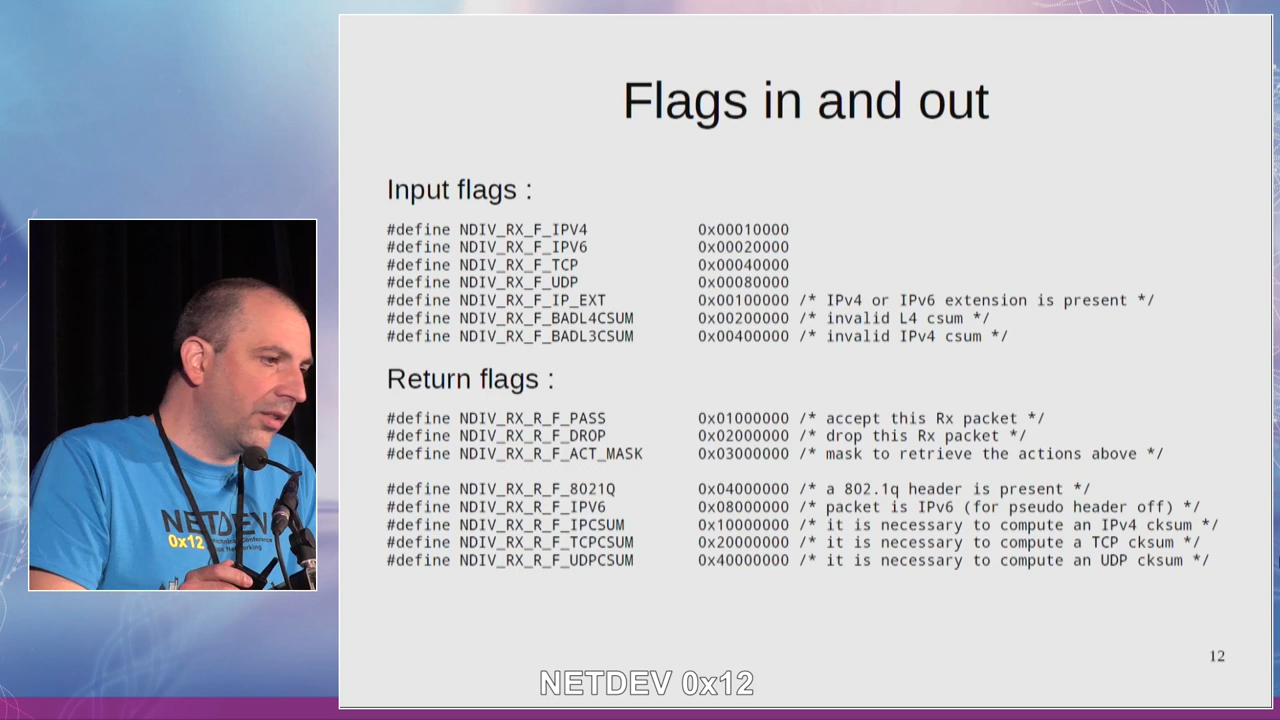 Flags in and out
Input flags :
#define NDIV_RX_F_IPV4 0x00010000
#define NDIV_RX_F_IPV6 0x00020000
#define NDIV_RX_F_TCP 0x00040000
#define NDIV_RX_F_UDP 0x00080000
#define NDIV_RX_F_IP_EXT 0x00100000 /* IPv4 or IPv6 extension is present */
#define NDIV_RX_F_BADL4CSUM 0x00200000 /* invalid L4 csum */
#define NDIV_RX_F_BADL3CSUM 0x00400000 /* invalid IPv4 csum */
Return flags :
#define NDIV_RX_R_F_PASS 0x01000000 /* accept this Rx packet */
#define NDIV_RX_R_F_DROP 0x02000000 /* drop this Rx packet */
#define NDIV_RX_R_F_ACT_MASK 0x03000000 /* mask to retrieve the actions above */
#define NDIV_RX_R_F_8021Q 0x04000000 /* a 802.1q header is present */
#define NDIV_RX_R_F_IPV6 0x08000000 /* packet is IPv6 (for pseudo header off) */
#define NDIV_RX_R_F_IPCSUM 0x10000000 /* it is necessary to compute an IPv4 cksum */
#define NDIV_RX_R_F_TCPCSUM 0x20000000 /* it is necessary to compute a TCP cksum */
#define NDIV_RX_R_F_UDPCSUM 0x40000000 /* it is necessary to compute an UDP cksum */
12
NETDEV
0x12
Conference
Networking
NETDEV 0x12